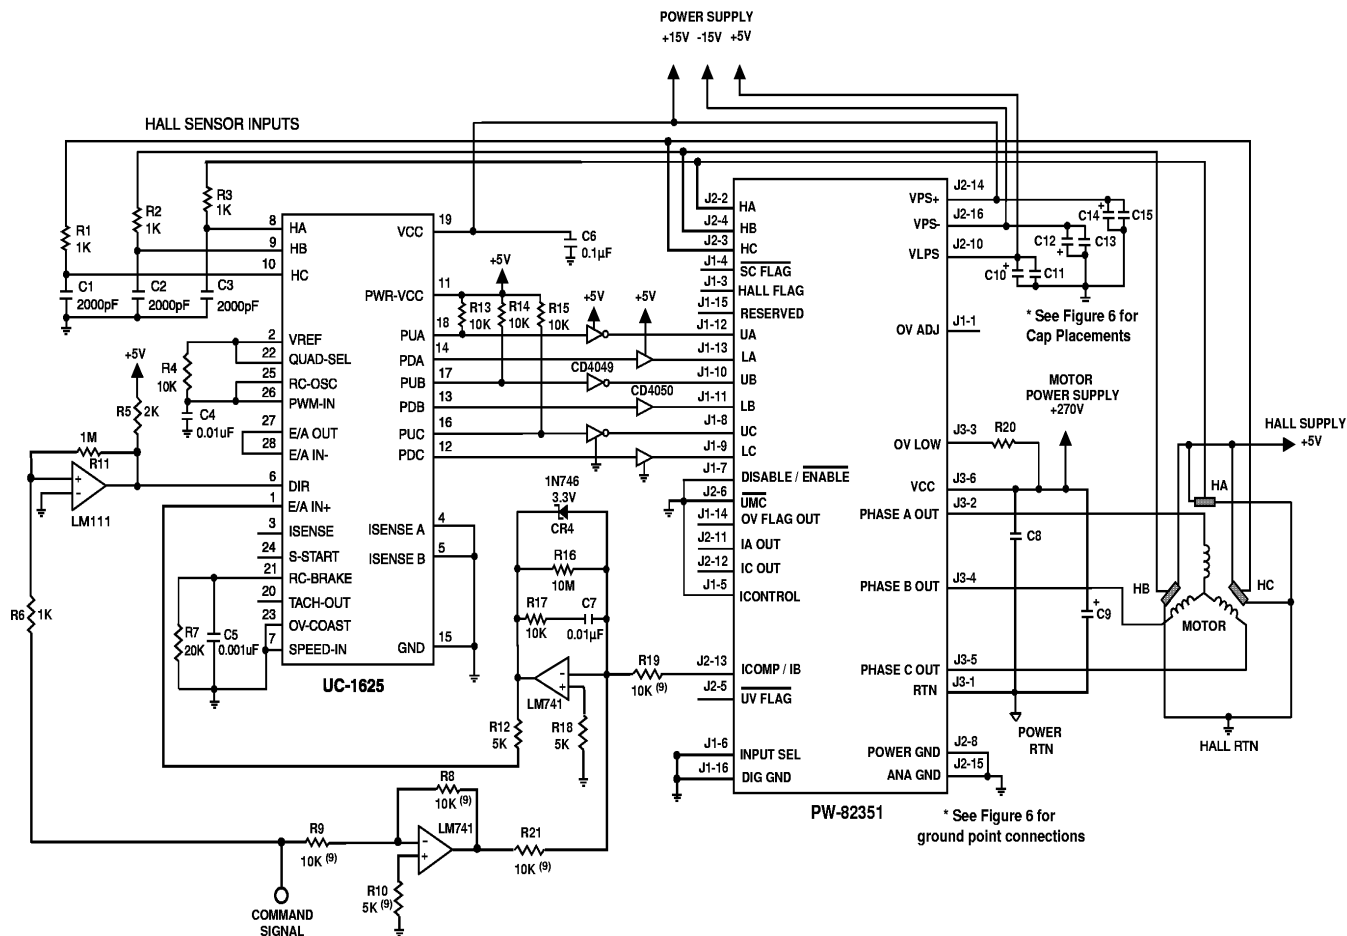 POWER SUPPLY
+15V -15V +5V
HALL SENSOR INPUTS
R3
1K
R2
1K
R1
1K
C1
2000pF
C2
2000pF
C3
2000pF
8 HA
9 HB
10 HC
2 VREF
22 QUAD-SEL
25 RC-OSC
26 PWM-IN
27 E/A OUT
28 E/A IN-
6 DIR
1 E/A IN+
3 ISENSE
24 S-START
21 RC-BRAKE
20 TACH-OUT
23 OV-COAST
7 SPEED-IN
VCC 19
PWR-VCC 11
PUA 18
PDA 14
PUB 17
PDB 13
PUC 16
PDC 12
ISENSE A 4
ISENSE B 5
GND 15
UC-1625
R4
10K
C4
0.01uF
+5V
R5 2K
1M
R11
+
-
LM111
R6 1K
R7
20K
C5
0.001uF
C6
0.1µF
+5V
R13
10K
R14
10K
R15
10K
+5V
+5V
CD4049
CD4050
1N746
3.3V
CR4
R16
10M
R17
10K
C7
0.01µF
-
+
LM741
R12
5K
R18
5K
R19
10K (9)
R8
10K (9)
LM741
-
+
R9
10K (9)
R10
5K (9)
R21
10K (9)
COMMAND
SIGNAL
J2-2 HA
J2-4 HB
J2-3 HC
J1-4 SC FLAG
J1-3 HALL FLAG
J1-15 RESERVED
J1-12 UA
J1-13 LA
J1-10 UB
J1-11 LB
J1-8 UC
J1-9 LC
J1-7 DISABLE / ENABLE
J2-6 UMC
J1-14 OV FLAG OUT
J2-11 IA OUT
J2-12 IC OUT
J1-5 ICONTROL
J2-13 ICOMP / IB
J2-5 UV FLAG
J1-6 INPUT SEL
J1-16 DIG GND
VPS+ J2-14
VPS- J2-16
VLPS J2-10
OV ADJ J1-1
OV LOW J3-3
VCC J3-6
PHASE A OUT J3-2
PHASE B OUT J3-4
PHASE C OUT J3-5
RTN J3-1
POWER GND J2-8
ANA GND J2-15
PW-82351
C14 + C15
C12 + C13
C10 + C11
* See Figure 6 for
Cap Placements
MOTOR
POWER SUPPLY
+270V
R20
C8
+
C9
POWER
RTN
HALL SUPPLY
+5V
HA
HB
HC
MOTOR
HALL RTN
* See Figure 6 for
ground point connections